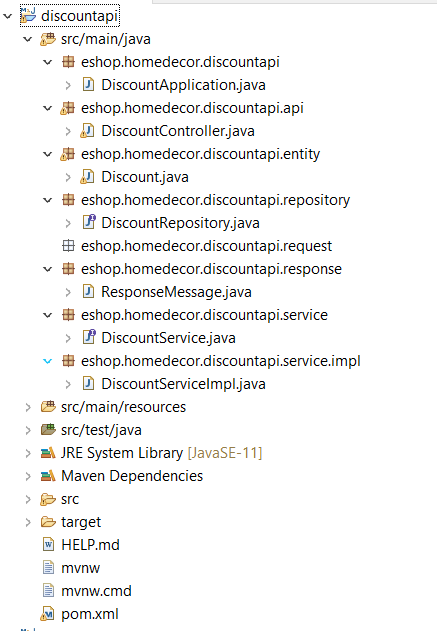 discountapi
src/main/java
eshop.homedecor.discountapi
DiscountApplication.java
eshop.homedecor.discountapi.api
DiscountController.java
eshop.homedecor.discountapi.entity
Discount.java
eshop.homedecor.discountapi.repository
DiscountRepository.java
eshop.homedecor.discountapi.request
eshop.homedecor.discountapi.response
ResponseMessage.java
eshop.homedecor.discountapi.service
DiscountService.java
eshop.homedecor.discountapi.service.impl
DiscountServiceImpl.java
src/main/resources
src/test/java
JRE System Library [JavaSE-11]
Maven Dependencies
src
target
HELP.md
mvnw
mvnw.cmd
pom.xml